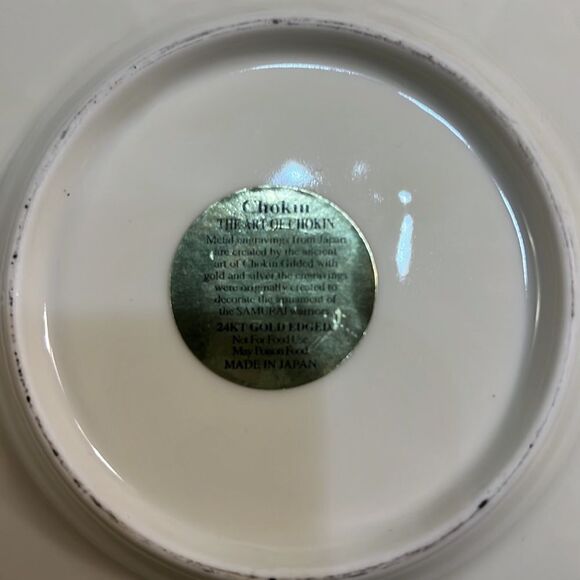 Chokin
THE ART OF CHOKIN
Metal engravings from Japan
are created by the ancient
art of Chokin Gilded with
gold and silver the engravings
were originally created to
decorate the armament of
the SAMURAI warriors
24KT GOLD EDGED
Not For Food Use
May Poison Food
MADE IN JAPAN